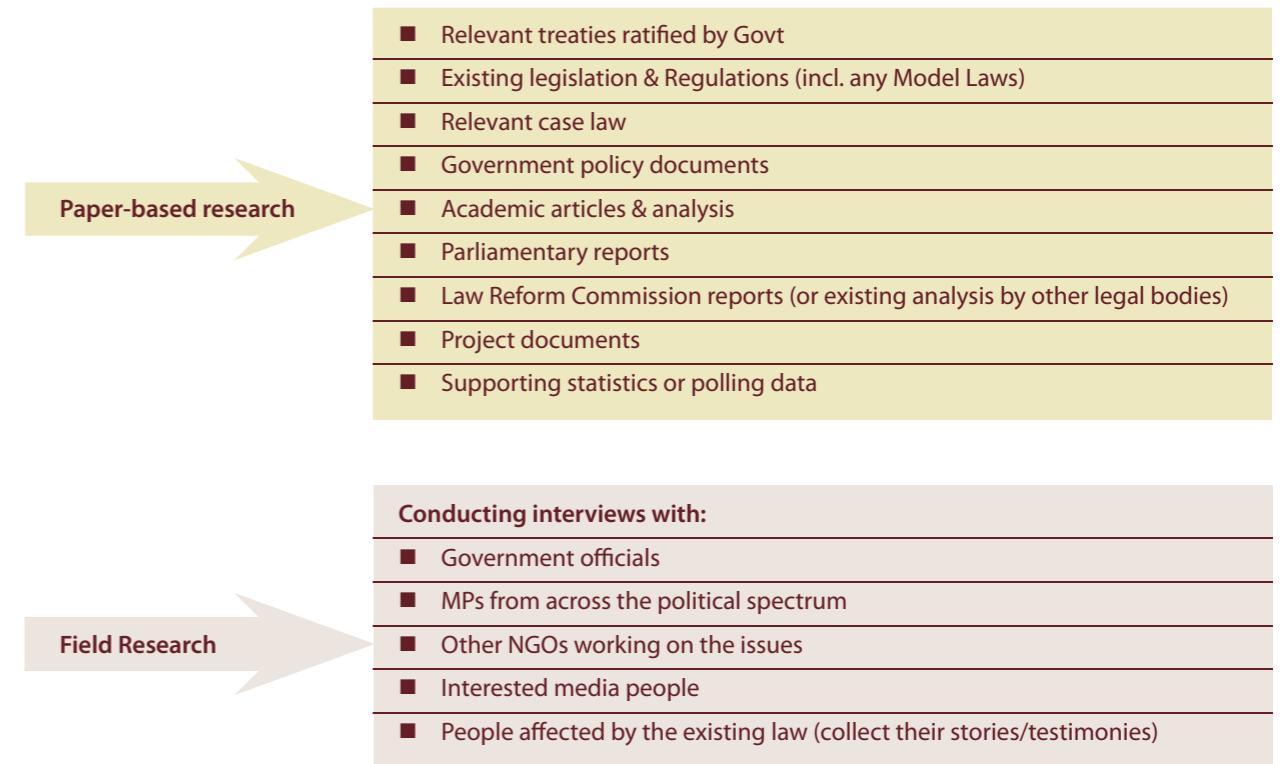 Paper-based research
■ Relevant treaties ratified by Govt
■ Existing legislation & Regulations (incl. any Model Laws)
■ Relevant case law
■ Government policy documents
■ Academic articles & analysis
■ Parliamentary reports
■ Law Reform Commission reports (or existing analysis by other legal bodies)
■ Project documents
■ Supporting statistics or polling data
Field Research
Conducting interviews with:
■ Government officials
■ MPs from across the political spectrum
■ Other NGOs working on the issues
■ Interested media people
■ People affected by the existing law (collect their stories/testimonies)